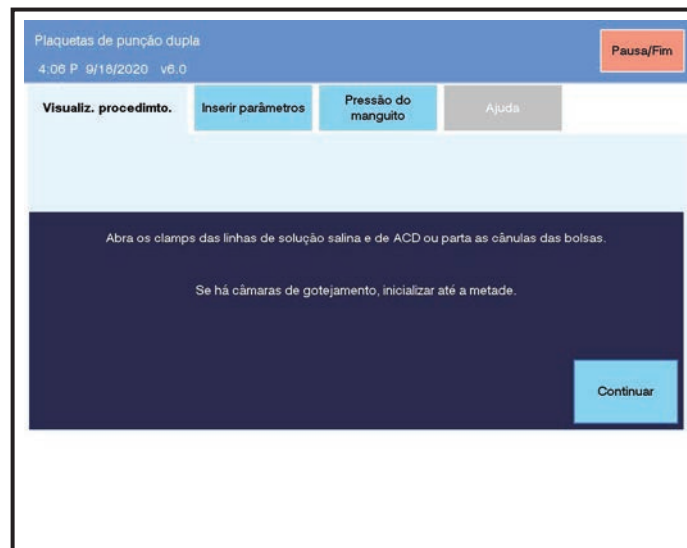 Plaquetas de punção dupla
Pausa/Fim
4:06 P 9/18/2020 v6.0
Visualiz. procedimto.
Inserir parâmetros
Pressão do
manguito
Ajuda
Abra os clamps das linhas de solução salina e de ACD ou parta as cânulas das bolsas.
Se há câmaras de gotejamento, inicializar até a metade.
Continuar